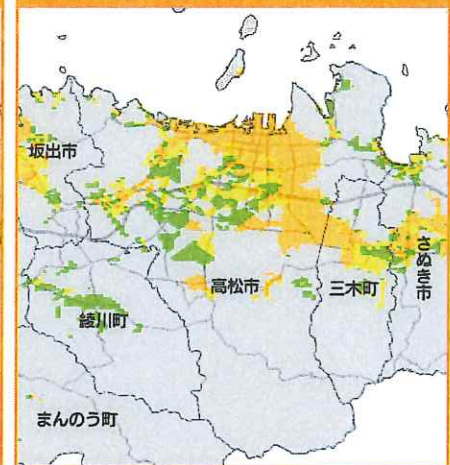 坂出市
さぬき市
高松市
三木町
綾川町
まんのう町